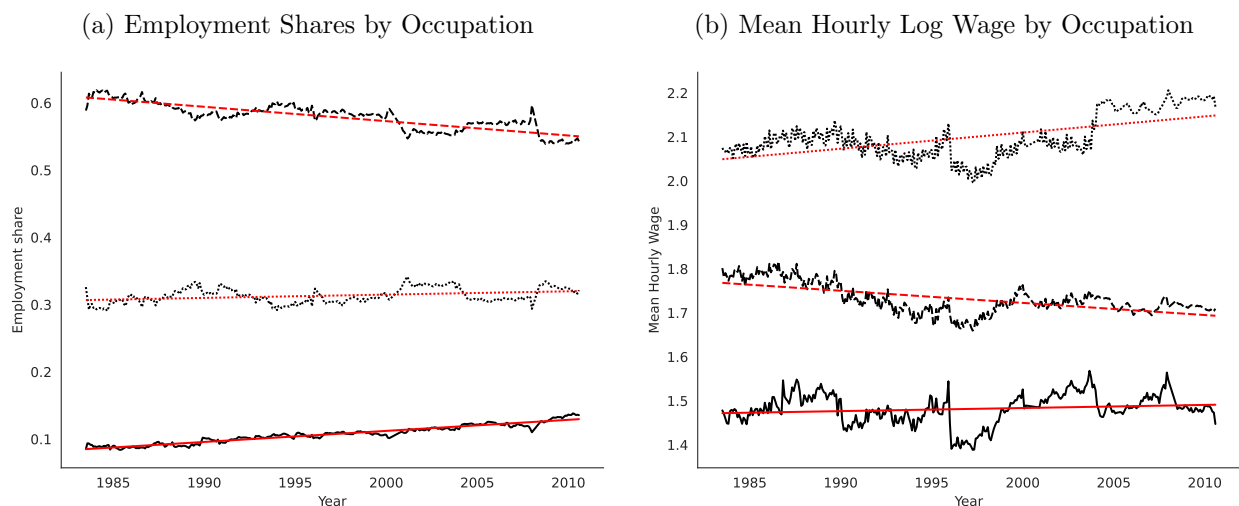 (a) Employment Shares by Occupation
0.6
0.5
0.4
0.3
0.2
0.1
Employment share
1985 1990 1995 2000 2005 2010
Year
(b) Mean Hourly Log Wage by Occupation
2.2
2.1
2.0
1.9
1.8
1.7
1.6
1.5
1.4
Mean Hourly Wage
1985 1990 1995 2000 2005 2010
Year